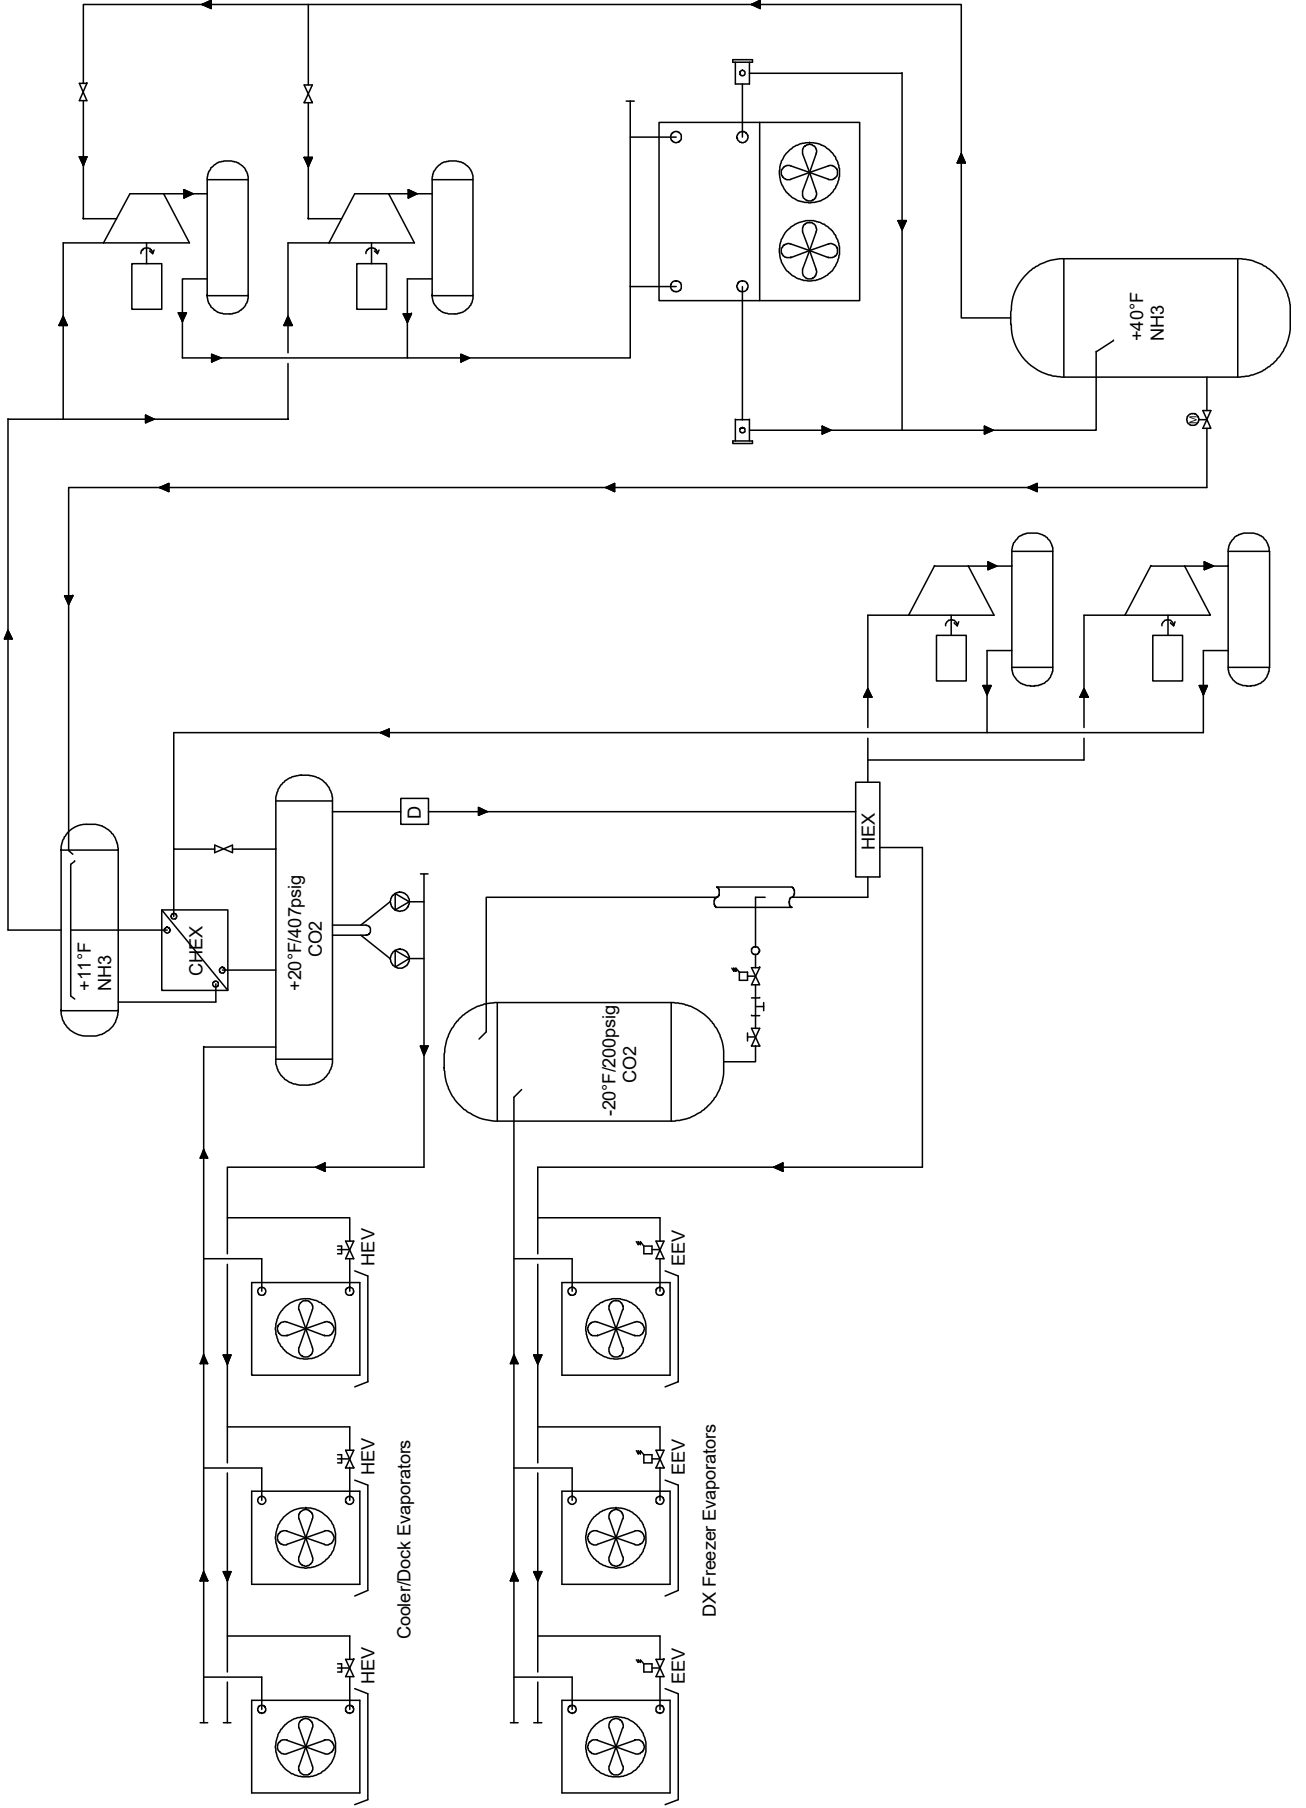 +40°F
NH3
M
+11°F
NH3
CHEX
+20°F/407psig
CO2
D
HEX
-20°F/200psig
CO2
HEV
HEV
HEV
Cooler/Dock Evaporators
EEV
EEV
EEV
DX Freezer Evaporators